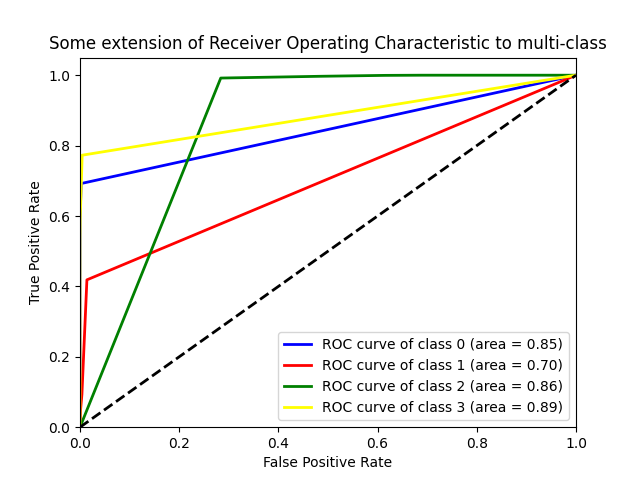 Some extension of Receiver Operating Characteristic to multi-class
True Positive Rate
1.0
0.8
0.6
0.4
0.2
0.0
ROC curve of class 0 (area = 0.85)
ROC curve of class 1 (area = 0.70)
ROC curve of class 2 (area = 0.86)
ROC curve of class 3 (area = 0.89)
0.0 0.2 0.4 0.6 0.8 1.0
False Positive Rate